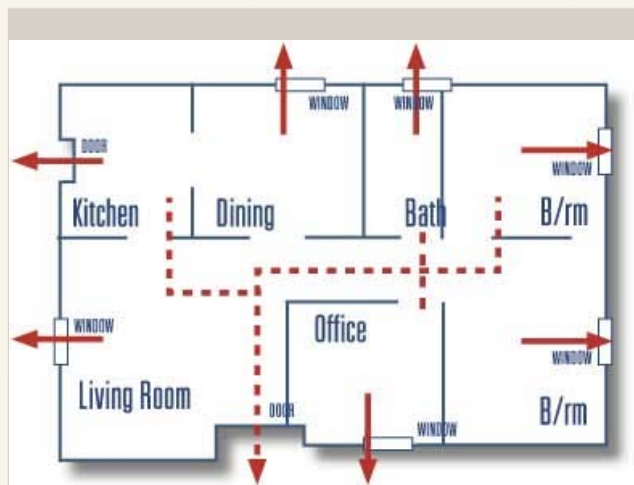 WINDOW
WINDOW
DOOR
WINDOW
Kitchen
Dining
Bath
B/rm
WINDOW
Office
WINDOW
Living Room
DOOR
WINDOW
B/rm